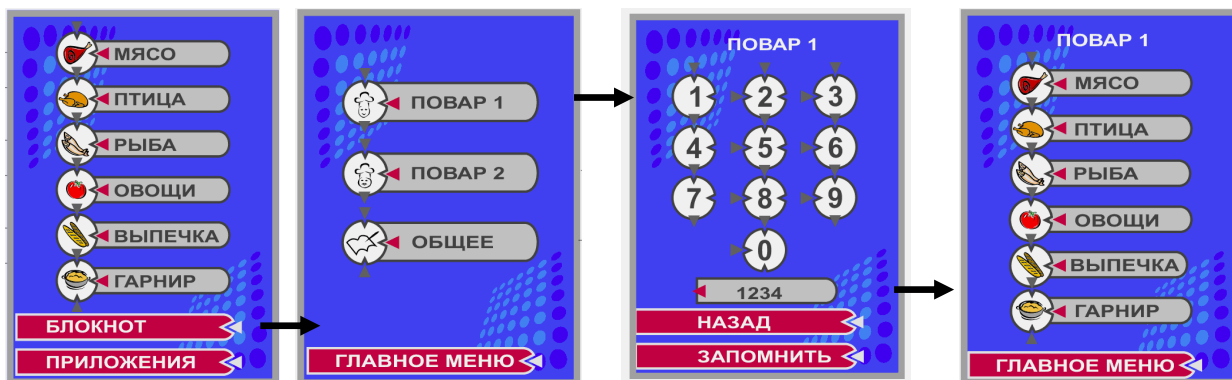 МЯСО
ПТИЦА
РЫБА
ОВОЩИ
ВЫПЕЧКА
ГАРНИР
БЛОКНОТ
ПРИЛОЖЕНИЯ
ПОВАР 1
ПОВАР 2
ОБЩЕЕ
ГЛАВНОЕ МЕНЮ
ПОВАР 1
1 2 3
4 5 6
7 8 9
0
1234
НАЗАД
ЗАПОМНИТЬ
ПОВАР 1
МЯСО
ПТИЦА
РЫБА
ОВОЩИ
ВЫПЕЧКА
ГАРНИР
ГЛАВНОЕ МЕНЮ